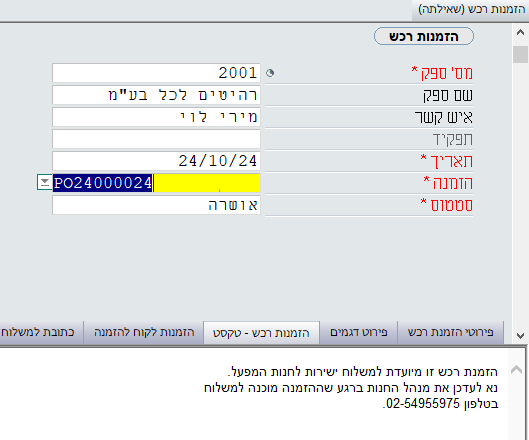 הזמנות רכש (שאילתה)
הזמנות רכש
מס' ספק * 2001
שם ספק רהיטים לכל בע"מ
איש קשר מירי לוי
תפקיד
תאריך * 24/10/24
הזמנה * PO24000024
סטטוס * אושרה
פירוטי הזמנת רכש פירוט דגמים הזמנות רכש - טקסט הזמנות לקוח להזמנה כתובת למשלוח
הזמנת רכש זו מיועדת למשלוח ישירות לחנות המפעל.
נא לעדכן את מנהל החנות ברגע שההזמנה מוכנה למשלוח
בטלפון 02-54955975.